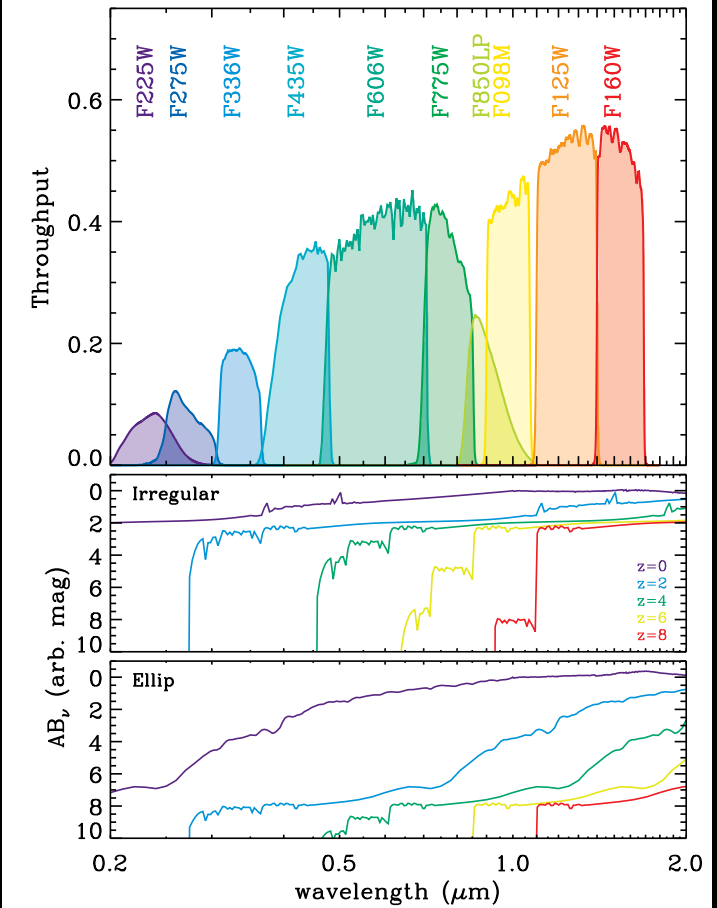 F225W
F275W
F336W
F435W
F606W
F775W
F850LP
F098M
F125W
F160W
Throughput
0.6
0.4
0.2
0.0
Irregular
0
2
4
6
8
10
z=0
z=2
z=4
z=6
z=8
ABν (arb. mag)
Ellip
0
2
4
6
8
10
0.2 0.5 1.0 2.0
wavelength (μm)